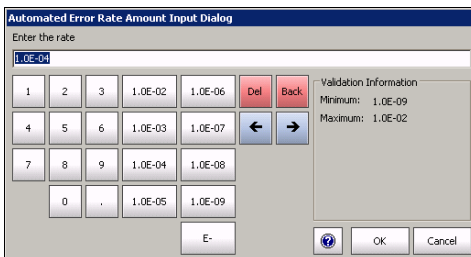 Automated Error Rate Amount Input Dialog
Enter the rate
1.0E-04
1 2 3 1.0E-02 1.0E-06 Del Back
4 5 6 1.0E-03 1.0E-07 ← →
7 8 9 1.0E-04 1.0E-08
0 . 1.0E-05 1.0E-09
E-
Validation Information
Minimum: 1.0E-09
Maximum: 1.0E-02
? OK Cancel